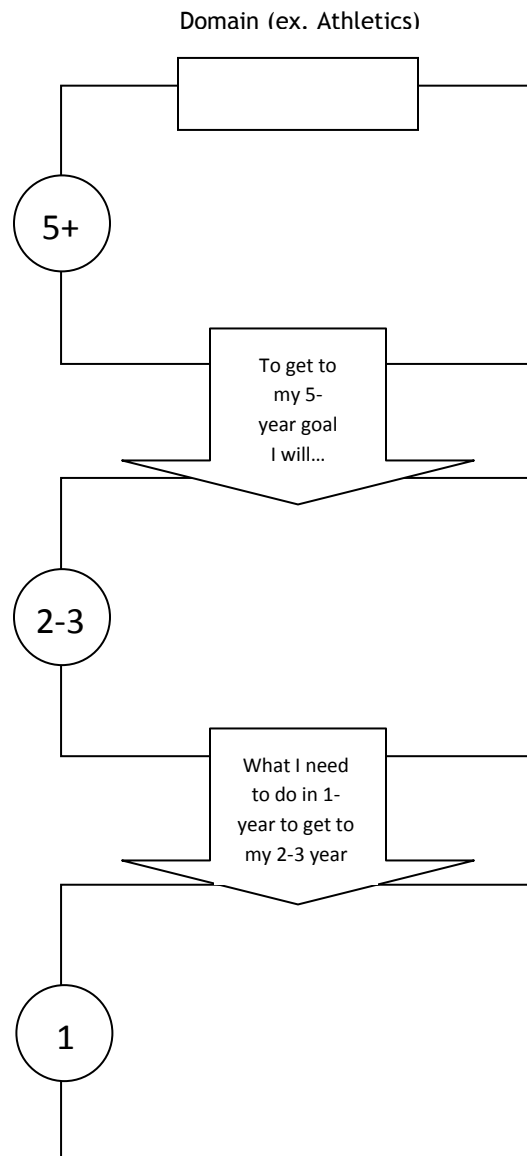 Domain (ex. Athletics)
5+
To get to
my 5-
year goal
I will...
2-3
What I need
to do in 1-
year to get to
my 2-3 year
1